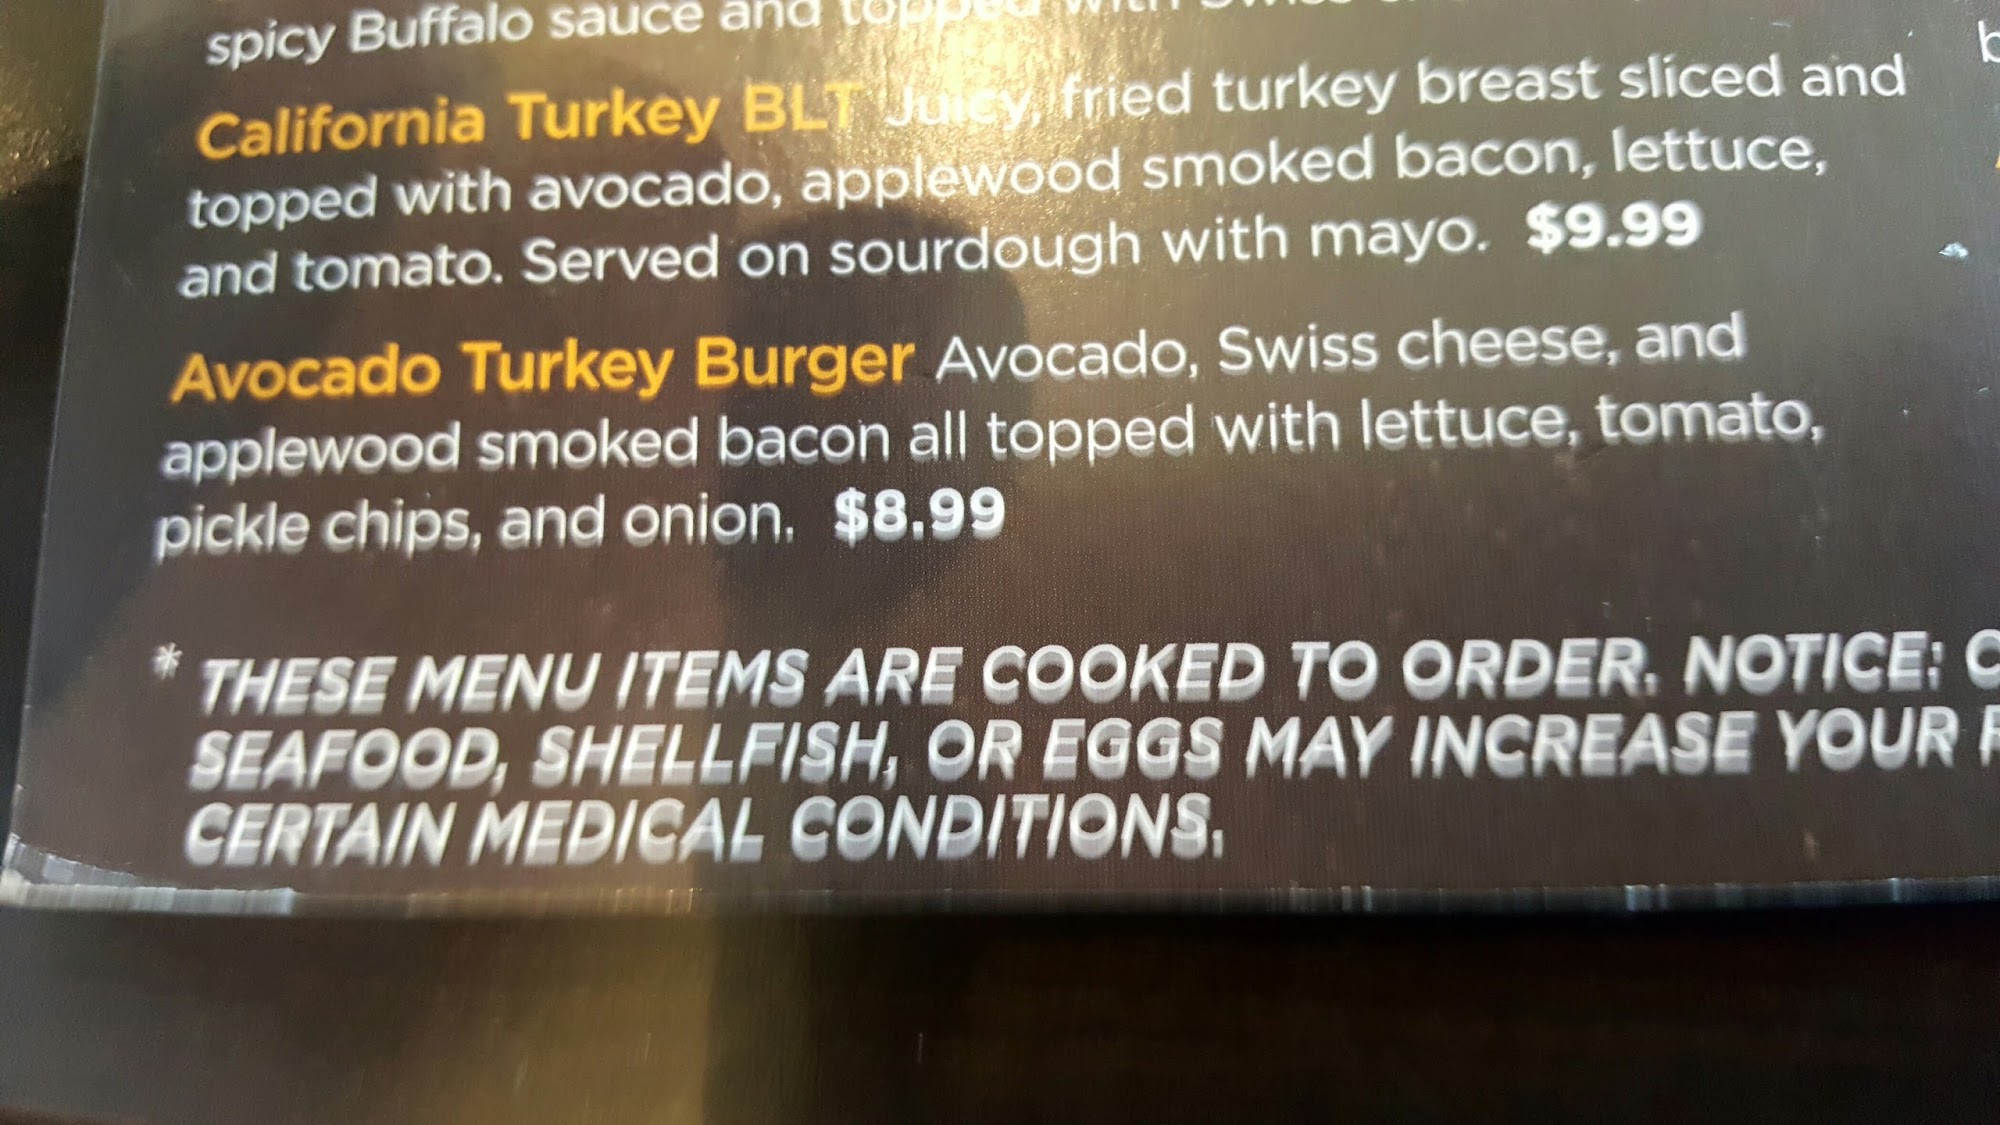 spicy Buffalo sauce and topped with Swiss
California Turkey BLT Juicy, fried turkey breast sliced and
topped with avocado, applewood smoked bacon, lettuce,
and tomato. Served on sourdough with mayo. $9.99
Avocado Turkey Burger Avocado, Swiss cheese, and
applewood smoked bacon all topped with lettuce, tomato,
pickle chips, and onion. $8.99
* THESE MENU ITEMS ARE COOKED TO ORDER. NOTICE:
SEAFOOD, SHELLFISH, OR EGGS MAY INCREASE YOUR
CERTAIN MEDICAL CONDITIONS.